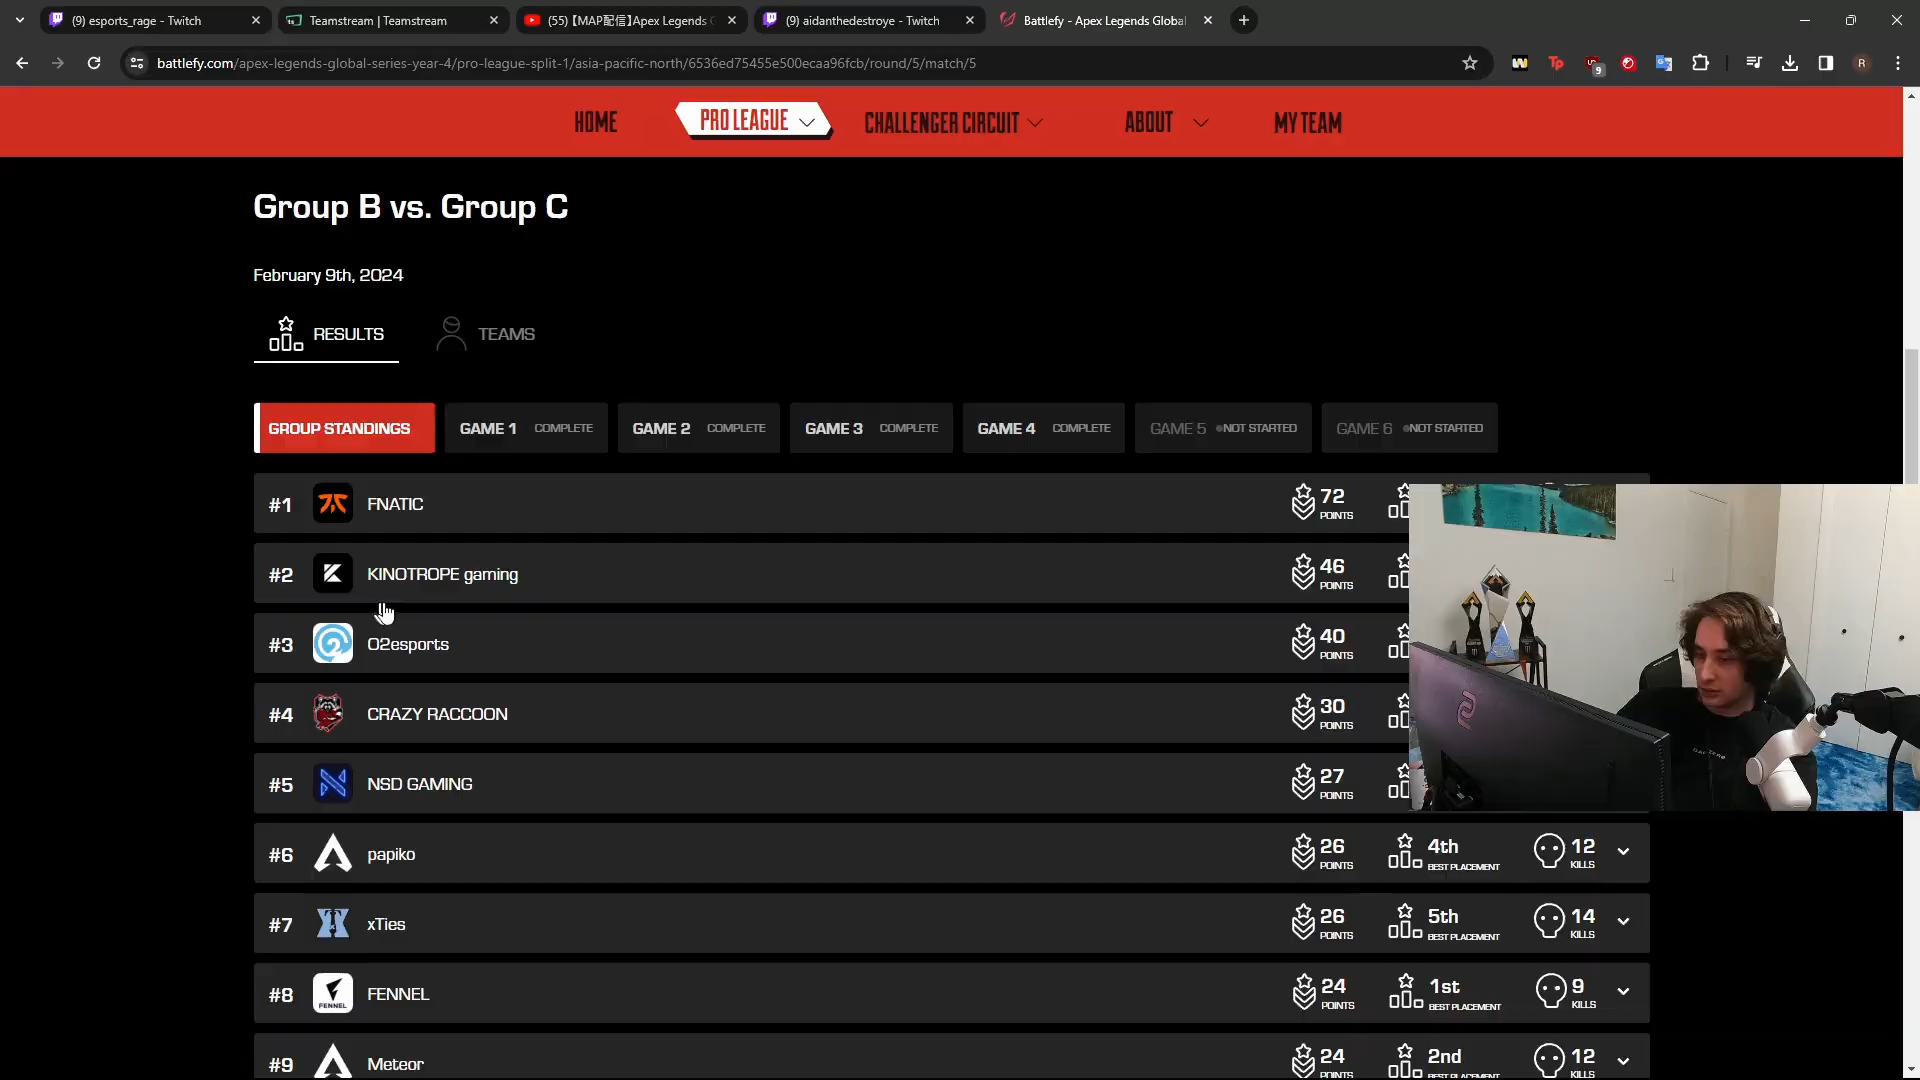 (9) esports_rage - Twitch
Teamstream | Teamstream
(55)【MAP配信】Apex Legends
(9) aidanthedestroye - Twitch
Battlefy - Apex Legends Global
battlefy.com/apex-legends-global-series-year-4/pro-league-split-1/asia-pacific-north/6536ed75455e500ecaa96fcb/round/5/match/5
9
R
HOME
PRO LEAGUE
CHALLENGER CIRCUIT
ABOUT
MY TEAM
Group B vs. Group C
February 9th, 2024
RESULTS
TEAMS
GROUP STANDINGS
GAME 1 COMPLETE
GAME 2 COMPLETE
GAME 3 COMPLETE
GAME 4 COMPLETE
GAME 5 NOT STARTED
GAME 6 NOT STARTED
#1 FNATIC 72 POINTS
#2 KINOTROPE gaming 46 POINTS
#3 O2esports 40 POINTS
#4 CRAZY RACCOON 30 POINTS
#5 NSD GAMING 27 POINTS
#6 papiko 26 POINTS 4th BEST PLACEMENT 12 KILLS
#7 xTies 26 POINTS 5th BEST PLACEMENT 14 KILLS
#8 FENNEL FENNEL 24 POINTS 1st BEST PLACEMENT 9 KILLS
#9 Meteor 24 POINTS 2nd BEST PLACEMENT 12 KILLS